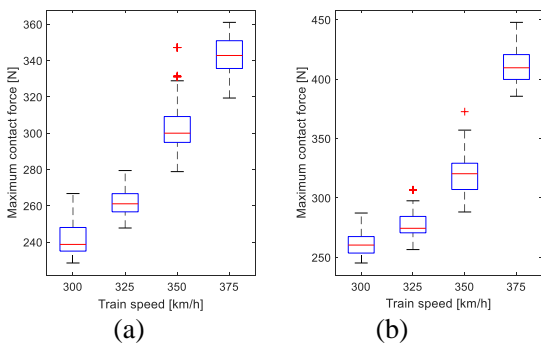 Maximum contact force [N]
360
340
320
300
280
260
240
300 325 350 375
Train speed [km/h]
(a)
Maximum contact force [N]
450
400
350
300
250
300 325 350 375
Train speed [km/h]
(b)